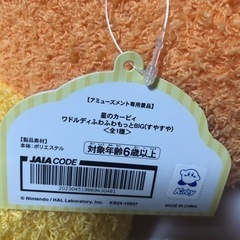 【アミューズメント専用景品】
星のカービィ
ワドルディふわふわもっとBIG(すやすや)
<全1種>
【製品素材】
本体:ポリエステル
JAIA CODE
対象年齢6歳以上
© Nintendo / HAL Laboratory, Inc.
MADE IN CHINA